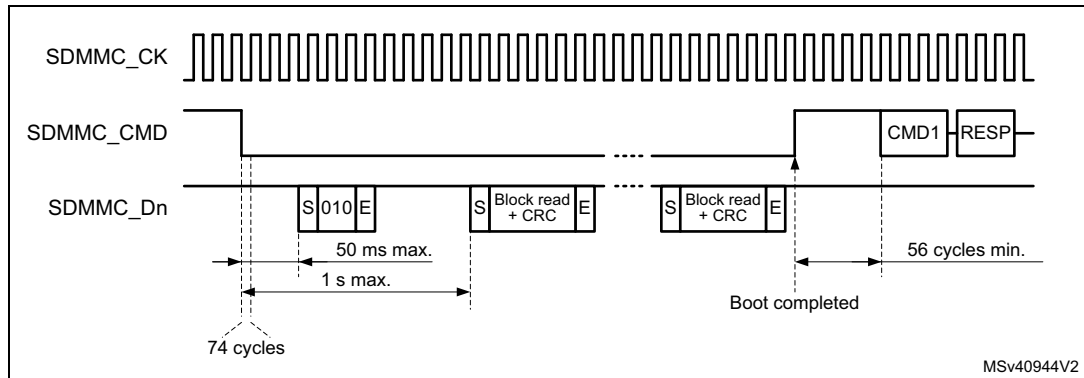 SDMMC_CK
SDMMC_CMD
CMD1 RESP
SDMMC_Dn
S 010 E S Block read + CRC E S Block read + CRC E
50 ms max.
56 cycles min.
1 s max.
Boot completed
74 cycles
MSv40944V2